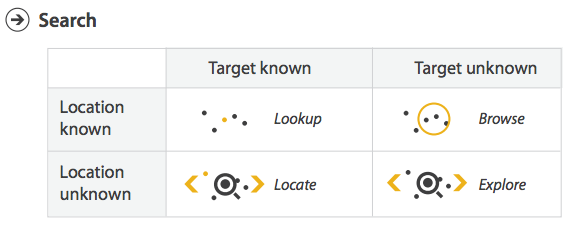 Search
Target known
Target unknown
Location
known
Lookup
Browse
Location
unknown
Locate
Explore